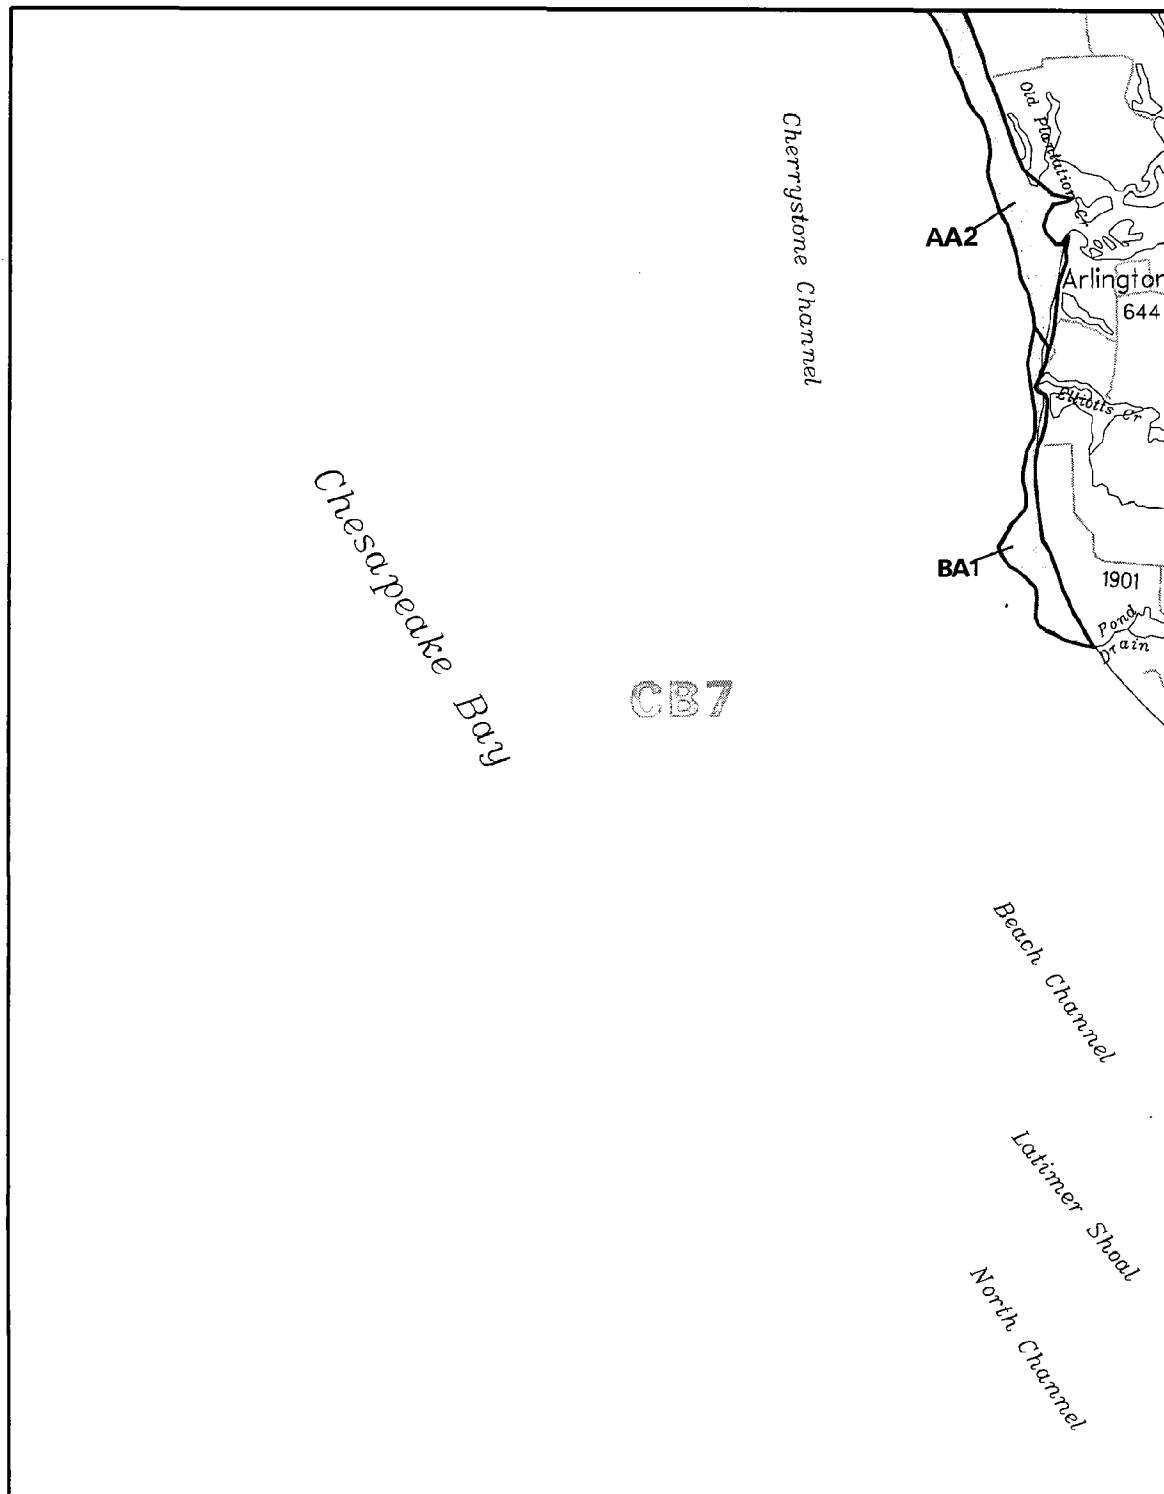 Old Plantation Cr
Cherrystone Channel
AA2
Arlington
644
Elliotts Cr
Chesapeake Bay
BA1
1901
Pond
Drain
CB7
Beach Channel
Latimer Shoal
North Channel